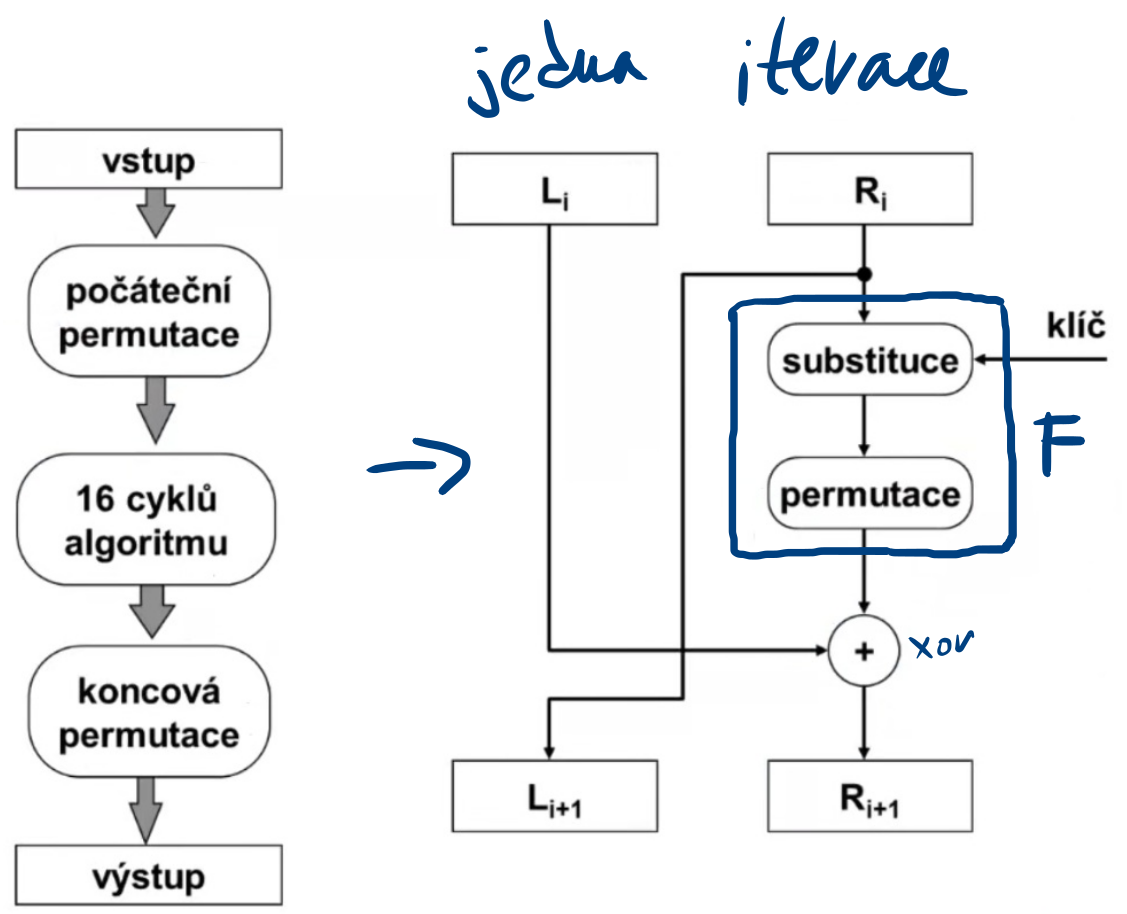 jedna iterace
vstup
počáteční
permutace
16 cyklů
algoritmu
koncová
permutace
výstup
Li
Ri
klíč
substituce
F
permutace
+
xor
Li+1
Ri+1